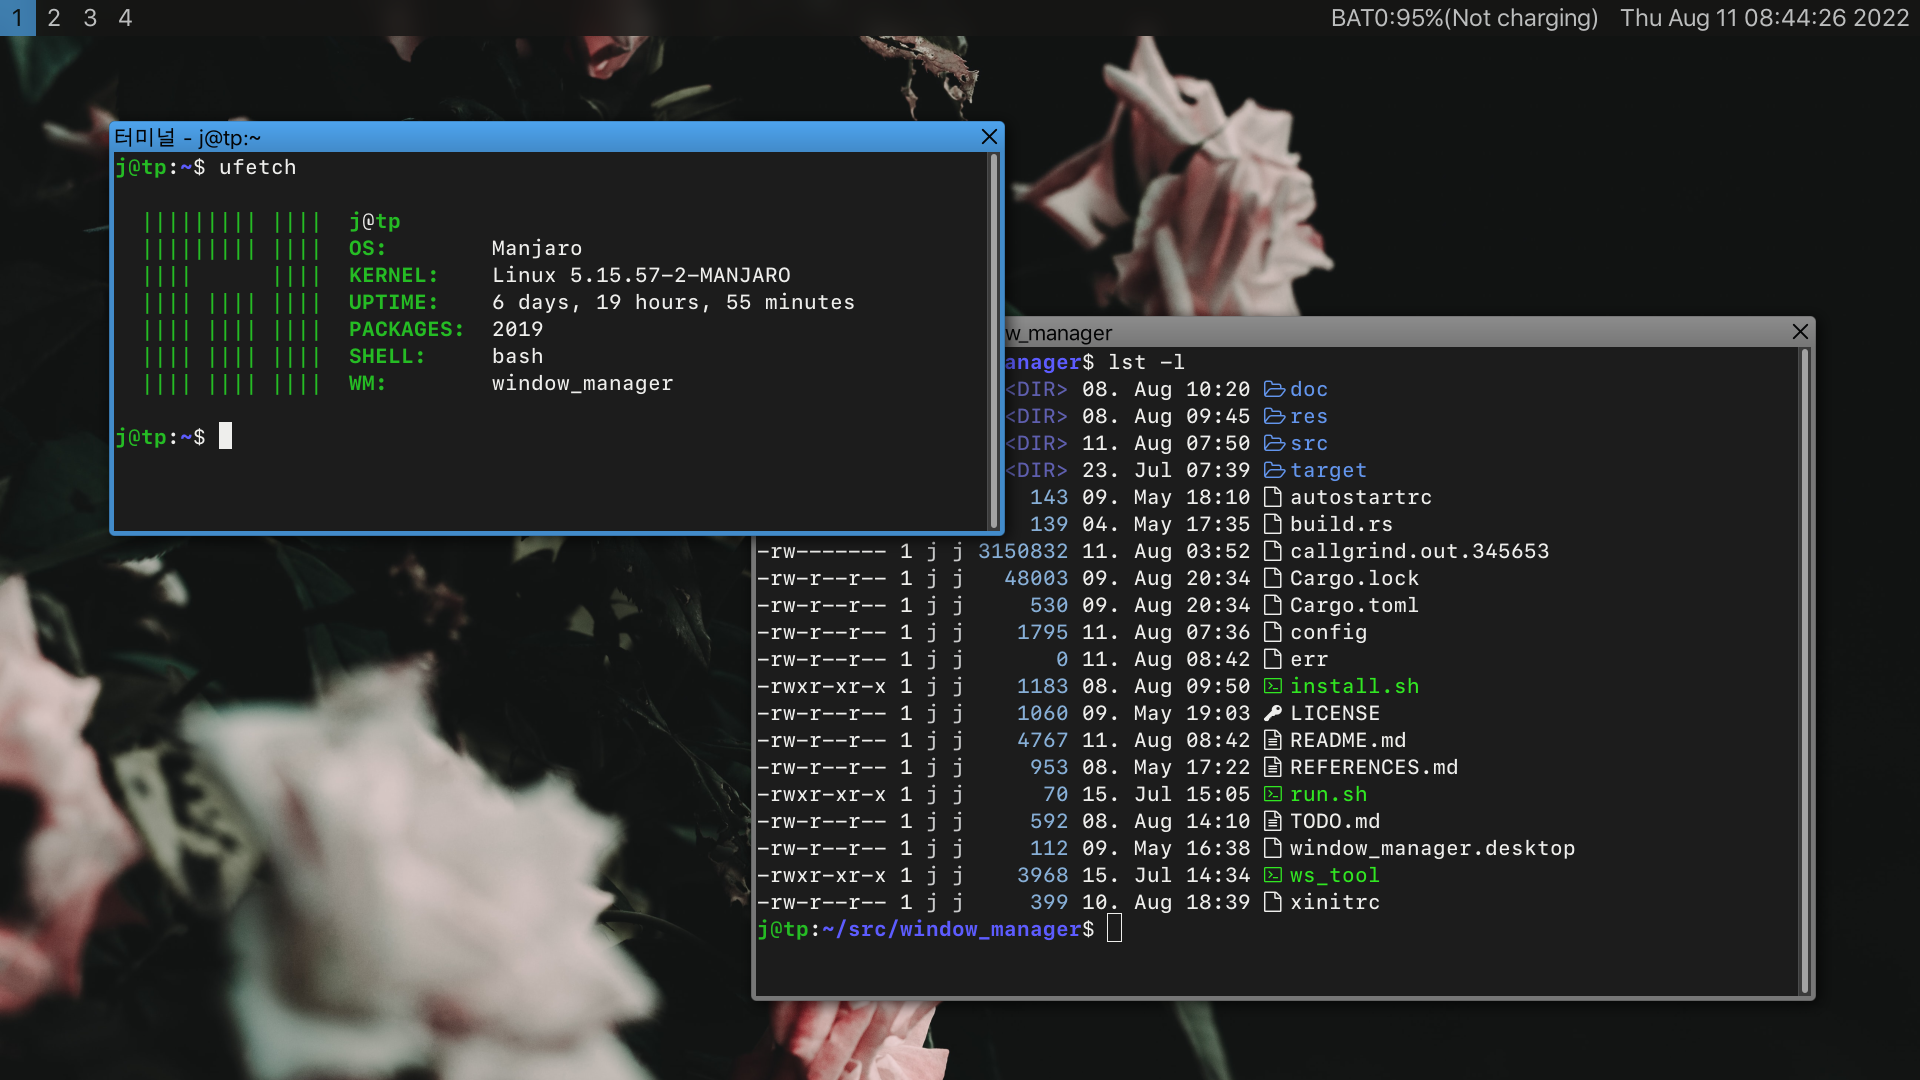 1 2 3 4 BAT0:95%(Not charging) Thu Aug 11 08:44:26 2022
터미널 - j@tp:~
j@tp:~$ ufetch
j@tp
OS: Manjaro
KERNEL: Linux 5.15.57-2-MANJARO
UPTIME: 6 days, 19 hours, 55 minutes
PACKAGES: 2019
SHELL: bash
WM: window_manager
j@tp:~$
w_manager
anager$ lst -l
<DIR> 08. Aug 10:20 doc
<DIR> 08. Aug 09:45 res
<DIR> 11. Aug 07:50 src
<DIR> 23. Jul 07:39 target
143 09. May 18:10 autostartrc
139 04. May 17:35 build.rs
-rw------- 1 j j 3150832 11. Aug 03:52 callgrind.out.345653
-rw-r--r-- 1 j j 48003 09. Aug 20:34 Cargo.lock
-rw-r--r-- 1 j j 530 09. Aug 20:34 Cargo.toml
-rw-r--r-- 1 j j 1795 11. Aug 07:36 config
-rw-r--r-- 1 j j 0 11. Aug 08:42 err
-rwxr-xr-x 1 j j 1183 08. Aug 09:50 install.sh
-rw-r--r-- 1 j j 1060 09. May 19:03 LICENSE
-rw-r--r-- 1 j j 4767 11. Aug 08:42 README.md
-rw-r--r-- 1 j j 953 08. May 17:22 REFERENCES.md
-rwxr-xr-x 1 j j 70 15. Jul 15:05 run.sh
-rw-r--r-- 1 j j 592 08. Aug 14:10 TODO.md
-rw-r--r-- 1 j j 112 09. May 16:38 window_manager.desktop
-rwxr-xr-x 1 j j 3968 15. Jul 14:34 ws_tool
-rw-r--r-- 1 j j 399 10. Aug 18:39 xinitrc
j@tp:~/src/window_manager$